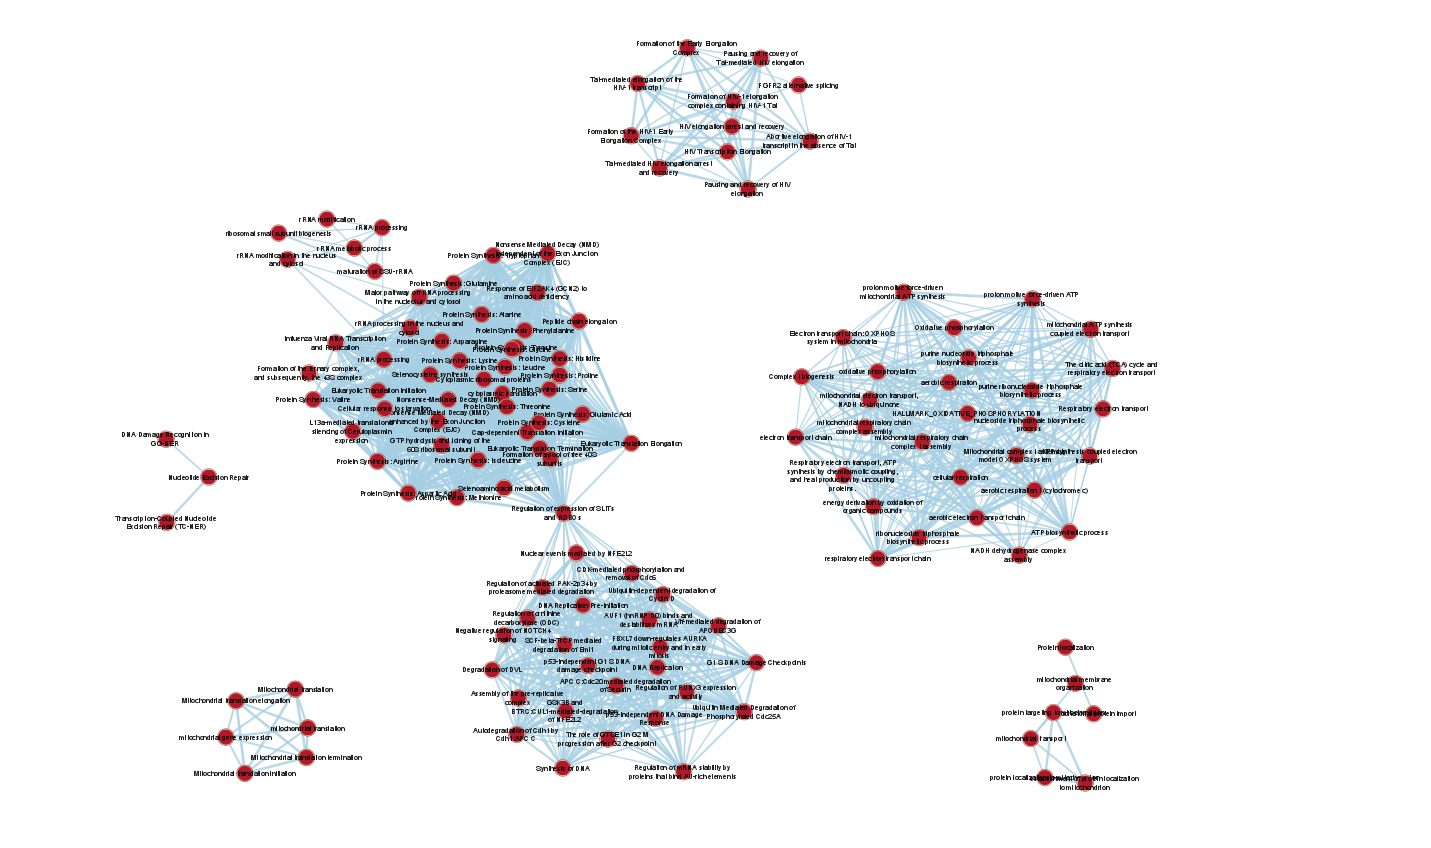 Formation of the Early Elongation
Complex
Pausing and recovery of
Tat-mediated HIV elongation
Tat-mediated elongation of the
HIV-1 transcript
FGFR2 alternative splicing
Formation of HIV-1 elongation
complex containing HIV-1 Tat
HIV elongation arrest and recovery
Formation of the HIV-1 Early
Elongation Complex
Abortive elongation of HIV-1
transcript in the absence of Tat
HIV Transcription Elongation
Tat-mediated HIV elongation arrest
and recovery
Pausing and recovery of HIV
elongation
rRNA modification
rRNA processing
ribosomal small subunit biogenesis
rRNA metabolic process
rRNA modification in the nucleus
and cytosol
maturation of SSU-rRNA
Nonsense Mediated Decay (NMD)
independent of the Exon Junction
Complex (EJC)
Protein Synthesis: Tryptophan
Protein Synthesis: Glutamine
Major pathway of rRNA processing
in the nucleolus and cytosol
Response of EIF2AK4 (GCN2) to
amino acid deficiency
Protein Synthesis: Alanine
Peptide chain elongation
rRNA processing in the nucleus and
cytosol
Protein Synthesis: Phenylalanine
Influenza Viral RNA Transcription
and Replication
Protein Synthesis: Asparagine
Protein Synthesis: Tyrosine
Protein Synthesis: Glycine
rRNA processing
Protein Synthesis: Lysine
Protein Synthesis: Histidine
Protein Synthesis: Leucine
Formation of the ternary complex,
and subsequently, the 43S complex
Selenocysteine synthesis
Protein Synthesis: Proline
Cytoplasmic ribosomal proteins
Eukaryotic Translation Initiation
cytoplasmic translation
Protein Synthesis: Serine
Protein Synthesis: Valine
Nonsense-Mediated Decay (NMD)
Cellular response to starvation
Protein Synthesis: Threonine
Nonsense Mediated Decay (NMD)
enhanced by the Exon Junction
Complex (EJC)
Protein Synthesis: Glutamic Acid
L13a-mediated translational
silencing of Ceruloplasmin
expression
Protein Synthesis: Cysteine
Cap-dependent Translation Initiation
GTP hydrolysis and joining of the
60S ribosomal subunit
Eukaryotic Translation Elongation
Eukaryotic Translation Termination
Formation of a pool of free 40S
subunits
Protein Synthesis: Arginine
Protein Synthesis: Isoleucine
Protein Synthesis: Aspartic Acid
Protein Synthesis: Methionine
Selenoamino acid metabolism
Regulation of expression of SLITs
and ROBOs
DNA Damage Recognition in
GG-NER
Nucleotide Excision Repair
Transcription-Coupled Nucleotide
Excision Repair (TC-NER)
proton motive force-driven
mitochondrial ATP synthesis
proton motive force-driven ATP
synthesis
Oxidative phosphorylation
mitochondrial ATP synthesis
coupled electron transport
Electron transport chain: OXPHOS
system in mitochondria
purine nucleoside triphosphate
biosynthetic process
The citric acid (TCA) cycle and
respiratory electron transport
Complex I biogenesis
oxidative phosphorylation
aerobic respiration
purine ribonucleoside triphosphate
biosynthetic process
mitochondrial electron transport,
NADH to ubiquinone
Respiratory electron transport
HALLMARK_OXIDATIVE_PHOSPHORYLATION
nucleoside triphosphate biosynthetic
process
mitochondrial respiratory chain
complex assembly
electron transport chain
mitochondrial respiratory chain
complex I assembly
Mitochondrial complex I assembly
model OXPHOS system
ATP synthesis coupled electron
transport
Respiratory electron transport, ATP
synthesis by chemiosmotic coupling,
and heat production by uncoupling
proteins.
cellular respiration
aerobic respiration I (cytochrome c)
energy derivation by oxidation of
organic compounds
aerobic electron transport chain
ribonucleoside triphosphate
biosynthetic process
ATP biosynthetic process
respiratory electron transport chain
NADH dehydrogenase complex
assembly
Nuclear events mediated by NFE2L2
CDK-mediated phosphorylation and
removal of Cdc6
Regulation of activated PAK-2p34 by
proteasome mediated degradation
Ubiquitin-dependent degradation of
Cyclin D
DNA Replication Pre-Initiation
Regulation of ornithine
decarboxylase (ODC)
AUF1 (hnRNP D0) binds and
destabilizes mRNA
Vif-mediated degradation of
APOBEC3G
Negative regulation of NOTCH4
signaling
SCF-beta-TrCP mediated
degradation of Emi1
FBXL7 down-regulates AURKA
during mitotic entry and in early
mitosis
p53-Independent G1/S DNA
damage checkpoint
DNA Replication
G1/S DNA Damage Checkpoints
Degradation of DVL
APC/C:Cdc20 mediated degradation
of Securin
Regulation of RUNX3 expression
and activity
Assembly of the pre-replicative
complex
GSK3B and
BTRC:CUL1-mediated-degradation
of NFE2L2
p53-Independent DNA Damage
Response
Ubiquitin Mediated Degradation of
Phosphorylated Cdc25A
Autodegradation of Cdh1 by
Cdh1:APC/C
The role of GTSE1 in G2/M
progression after G2 checkpoint
Synthesis of DNA
Regulation of mRNA stability by
proteins that bind AU-rich elements
Mitochondrial translation
Mitochondrial translation elongation
mitochondrial translation
mitochondrial gene expression
Mitochondrial translation termination
Mitochondrial translation initiation
Protein localization
mitochondrial membrane
organization
protein targeting
protein import
mitochondrial transport
protein localization
protein localization
to mitochondrion